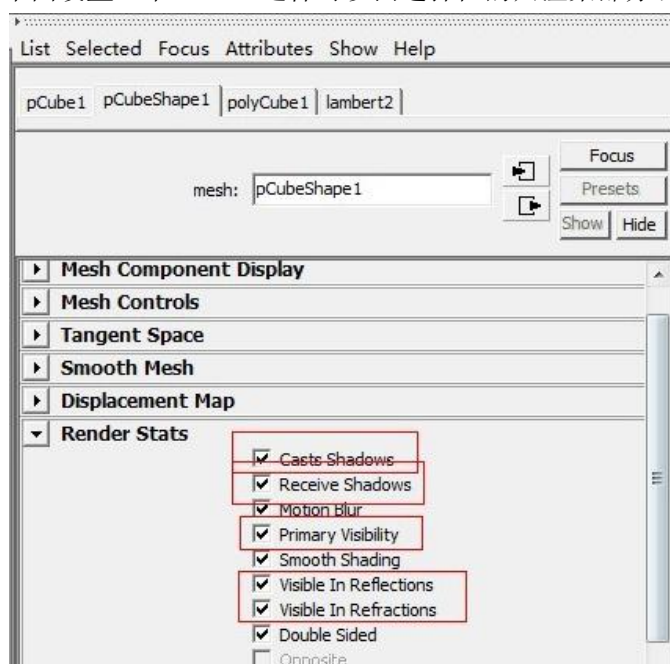 List Selected Focus Attributes Show Help
pCube1 pCubeShape1 polyCube1 lambert2
mesh: pCubeShape1
Focus
Presets
Show Hide
Mesh Component Display
Mesh Controls
Tangent Space
Smooth Mesh
Displacement Map
Render Stats
Casts Shadows
Receive Shadows
Motion Blur
Primary Visibility
Smooth Shading
Visible In Reflections
Visible In Refractions
Double Sided
Opposite